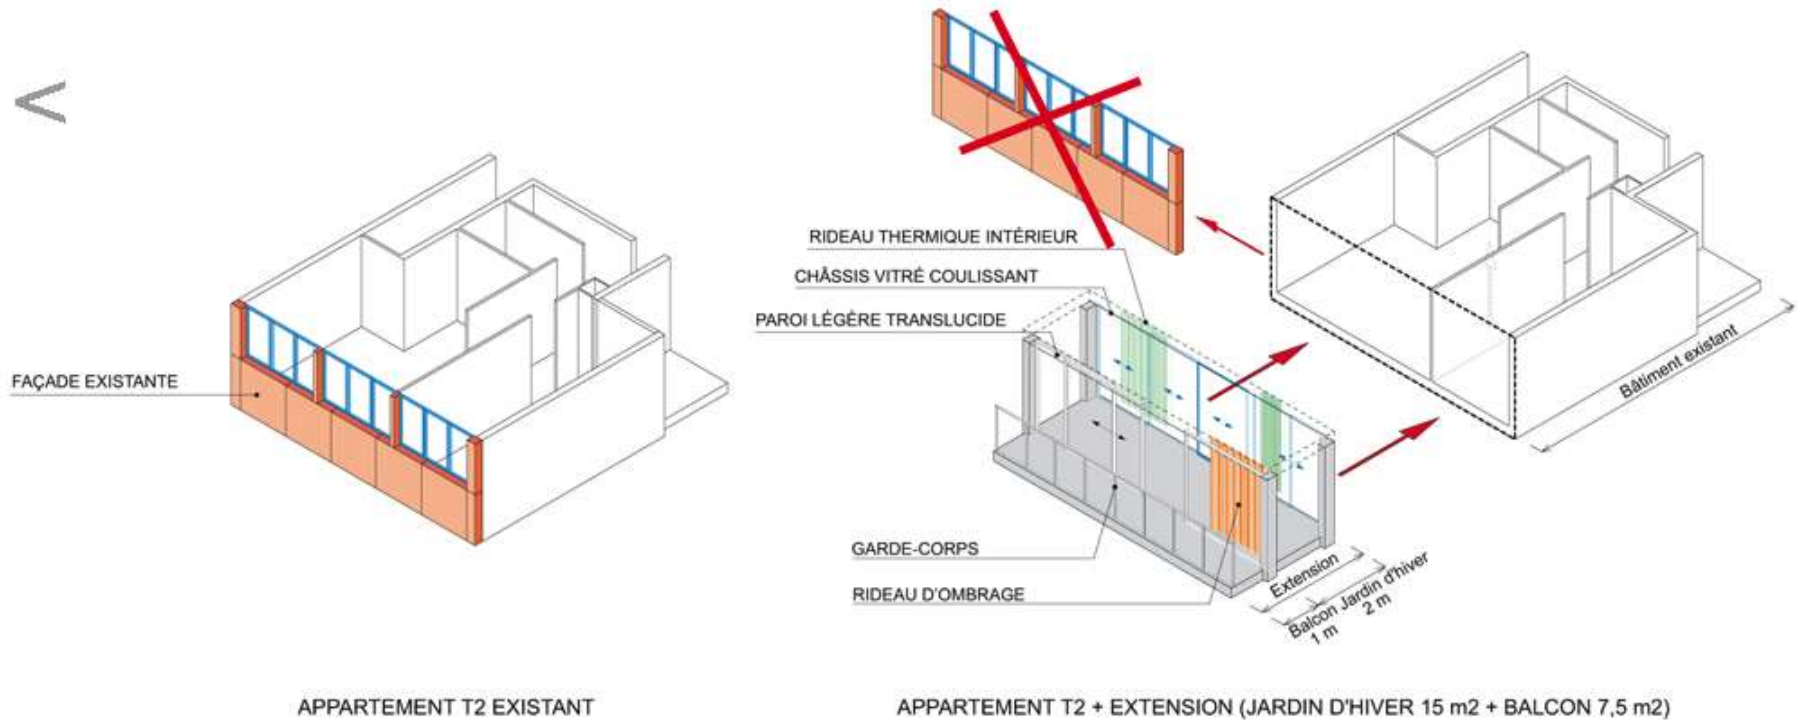 FAÇADE EXISTANTE
APPARTEMENT T2 EXISTANT
RIDEAU THERMIQUE INTÉRIEUR
CHÂSSIS VITRÉ COULISSANT
PAROI LÉGÈRE TRANSLUCIDE
GARDE-CORPS
RIDEAU D'OMBRAGE
Bâtiment existant
Extension
Balcon Jardin d'hiver
1 m 2 m
APPARTEMENT T2 + EXTENSION (JARDIN D'HIVER 15 m2 + BALCON 7,5 m2)